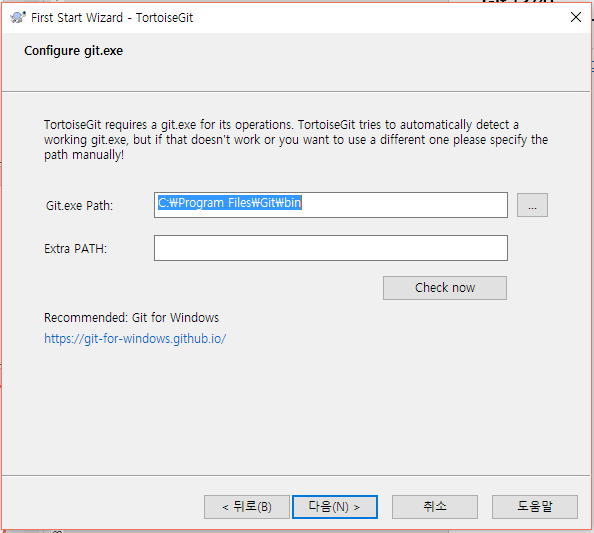 First Start Wizard - TortoiseGit
Configure git.exe
TortoiseGit requires a git.exe for its operations. TortoiseGit tries to automatically detect a
working git.exe, but if that doesn't work or you want to use a different one please specify the
path manually!
Git.exe Path:
C:₩Program Files₩Git₩bin
...
Extra PATH:
Check now
Recommended: Git for Windows
https://git-for-windows.github.io/
< 뒤로(B)
다음(N) >
취소
도움말